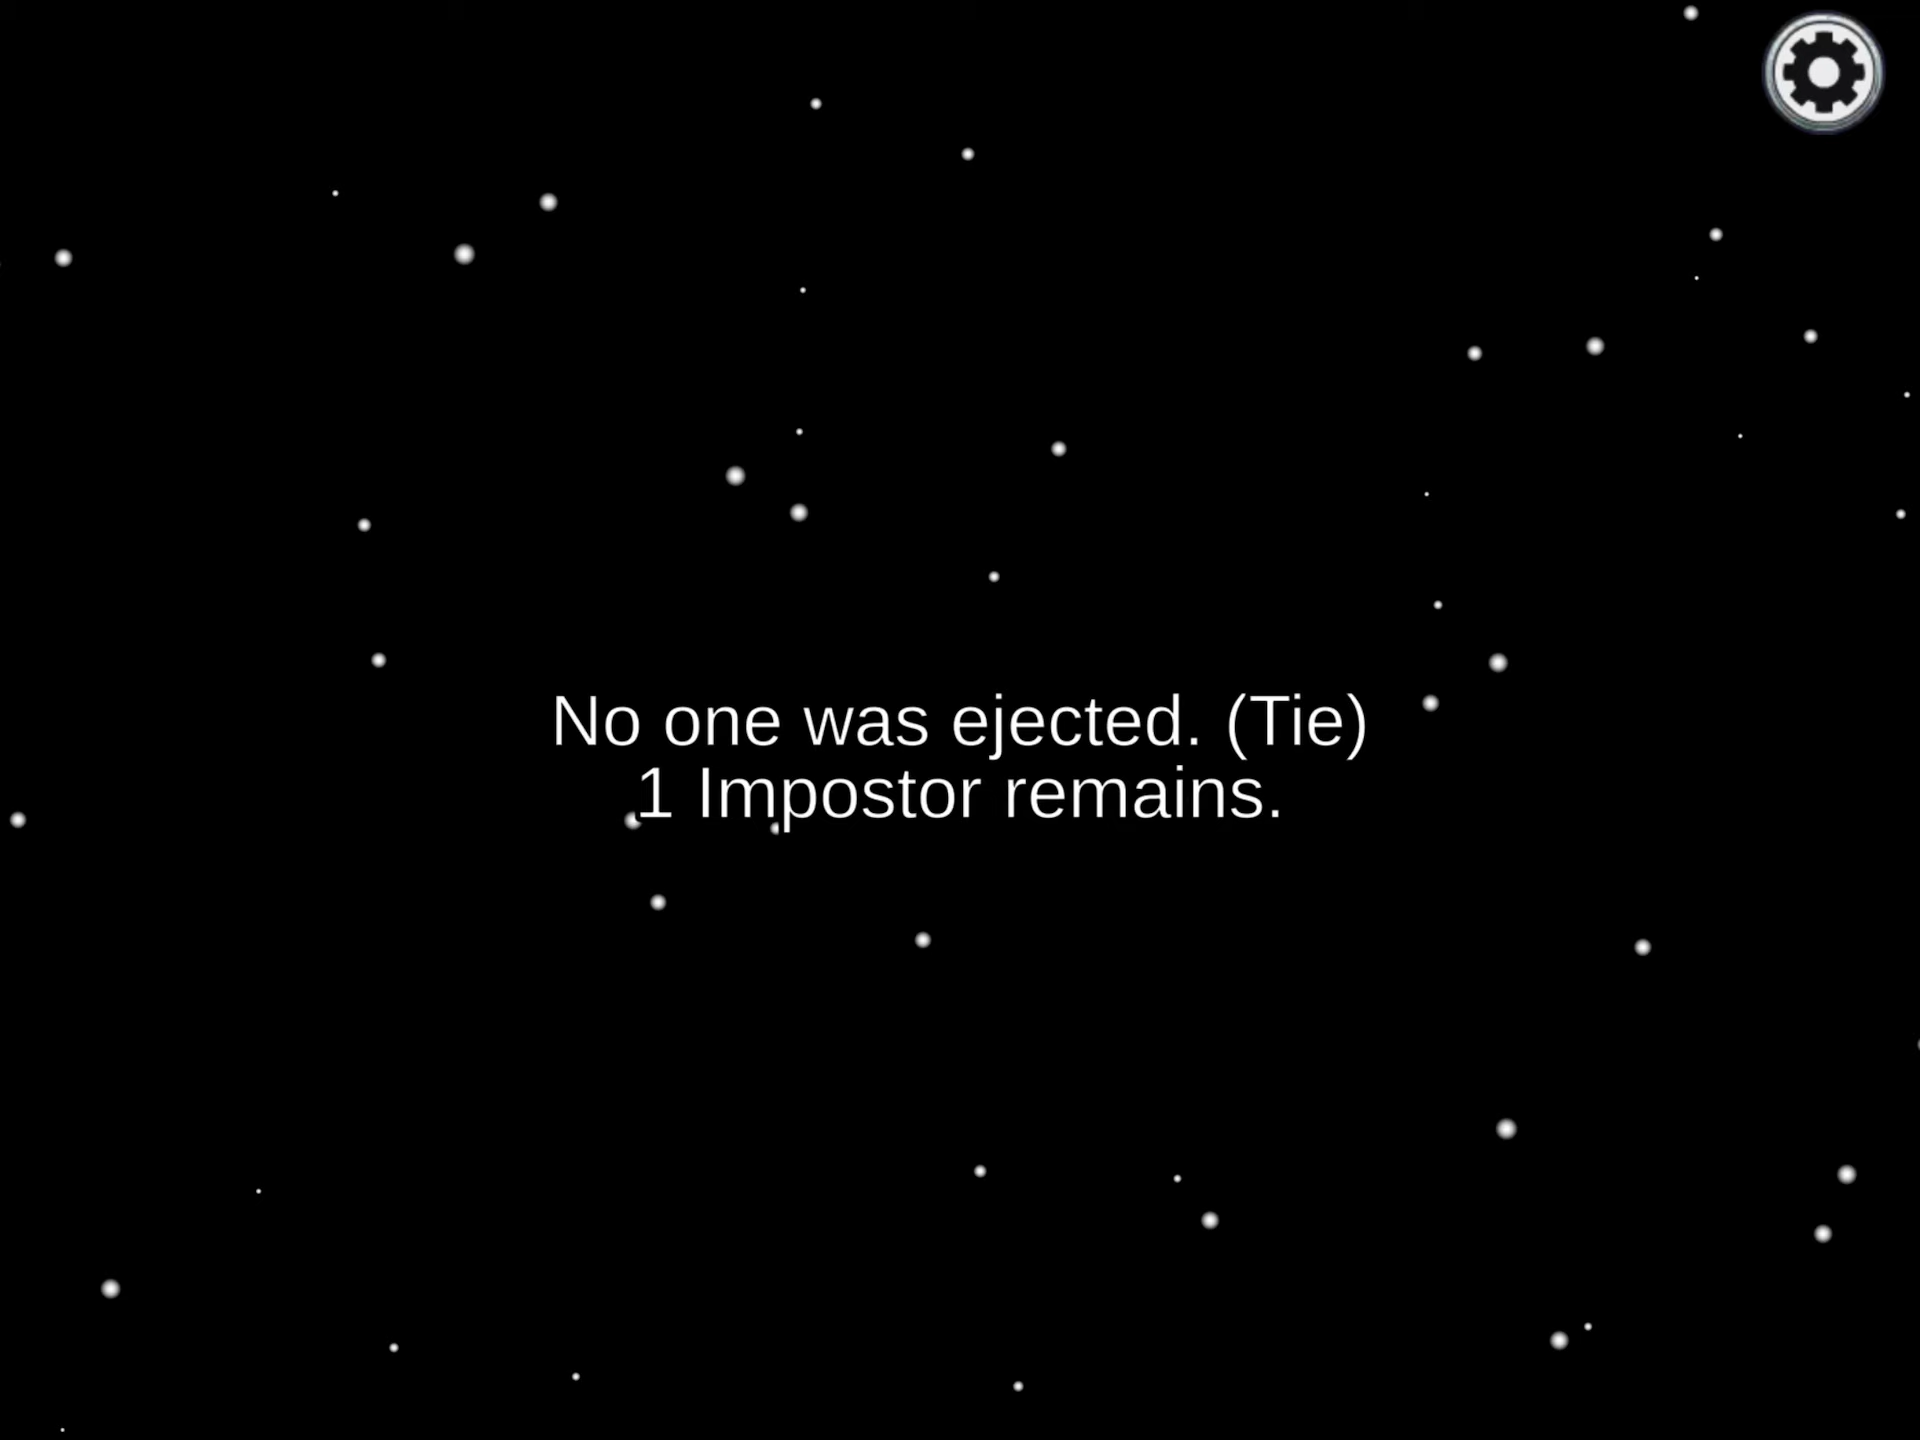 No one was ejected. (Tie)
1 Impostor remains.